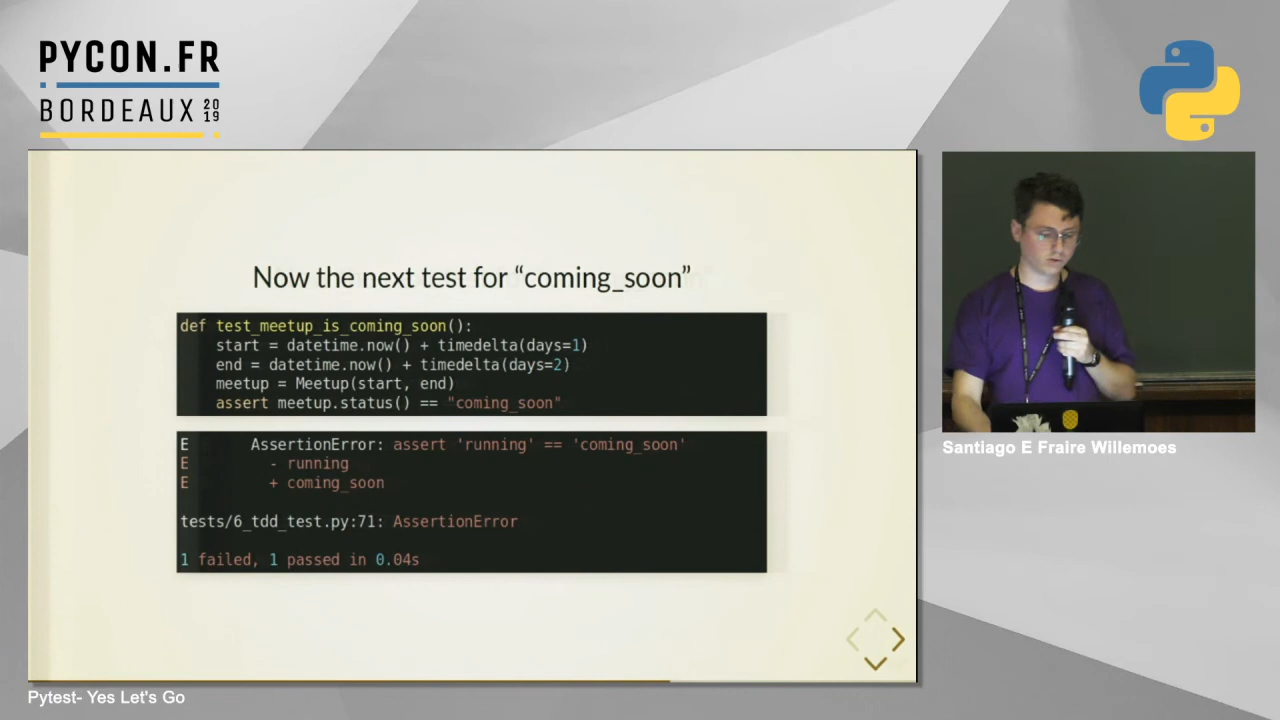 PYCON.FR
BORDEAUX 2019
Now the next test for “coming_soon”
def test_meetup_is_coming_soon():
    start = datetime.now() + timedelta(days=1)
    end = datetime.now() + timedelta(days=2)
    meetup = Meetup(start, end)
    assert meetup.status() == "coming_soon"
E       AssertionError: assert 'running' == 'coming_soon'
E         - running
E         + coming_soon
tests/6_tdd_test.py:71: AssertionError
1 failed, 1 passed in 0.04s
Santiago E Fraire Willemoes
Pytest- Yes Let's Go